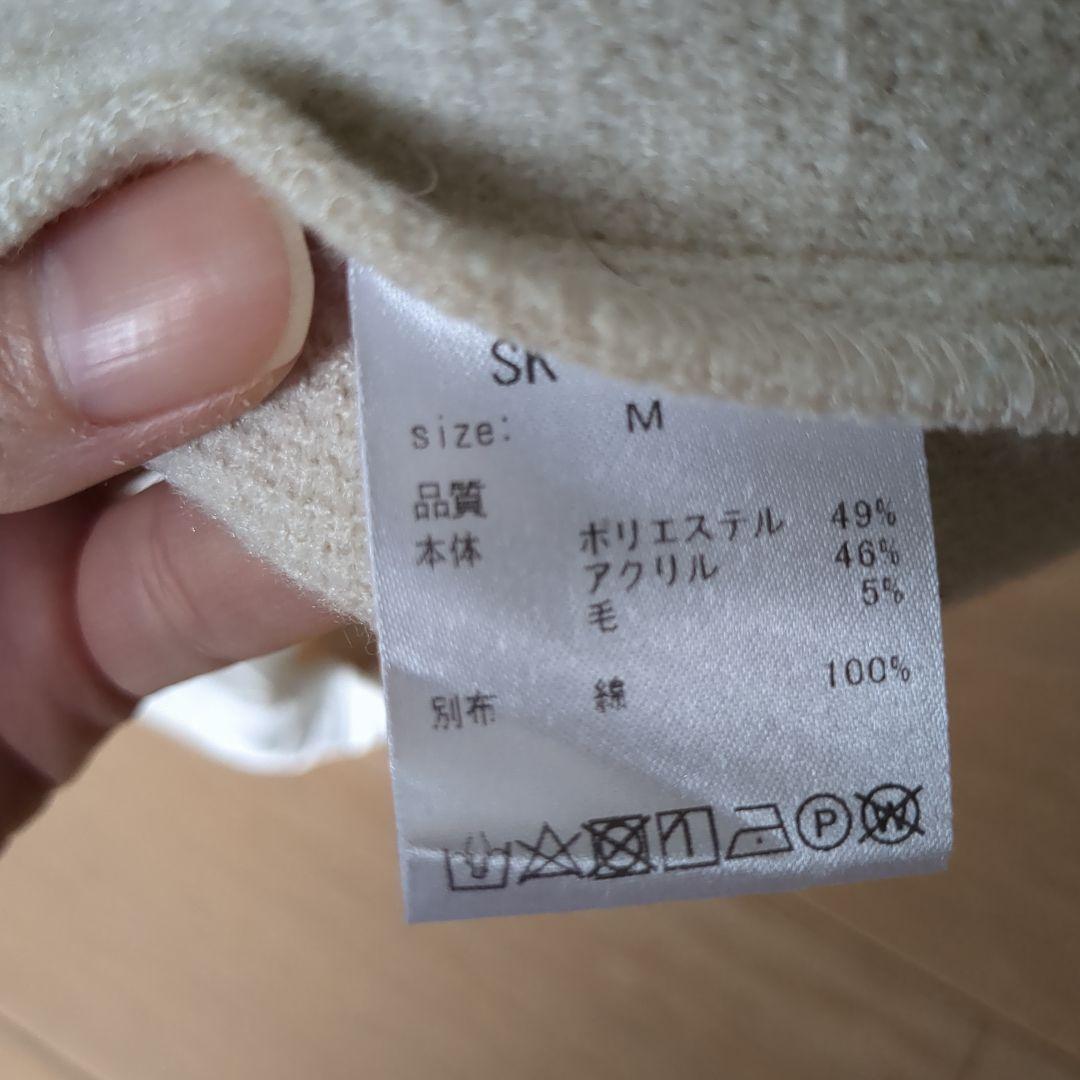 SK
size: M
品質
本体 ポリエステル 49%
アクリル 46%
毛 5%
別布 綿 100%
P W